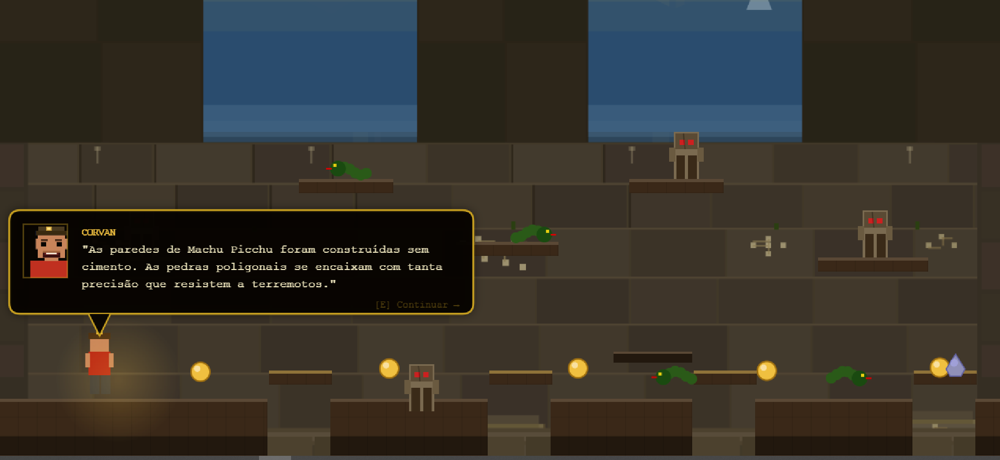 CORVAN
"As paredes de Machu Picchu foram construídas sem
cimento. As pedras poligonais se encaixam com tanta
precisão que resistem a terremotos."
[E] Continuar →